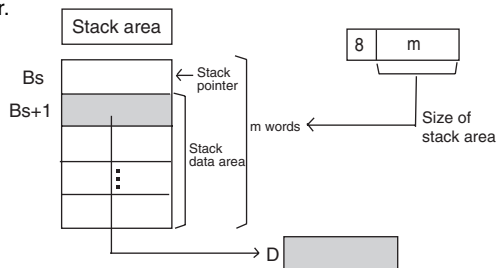 r.
Stack area
8 m
Bs
Stack
pointer
Bs+1
m words
Size of
stack area
Stack
data area
D